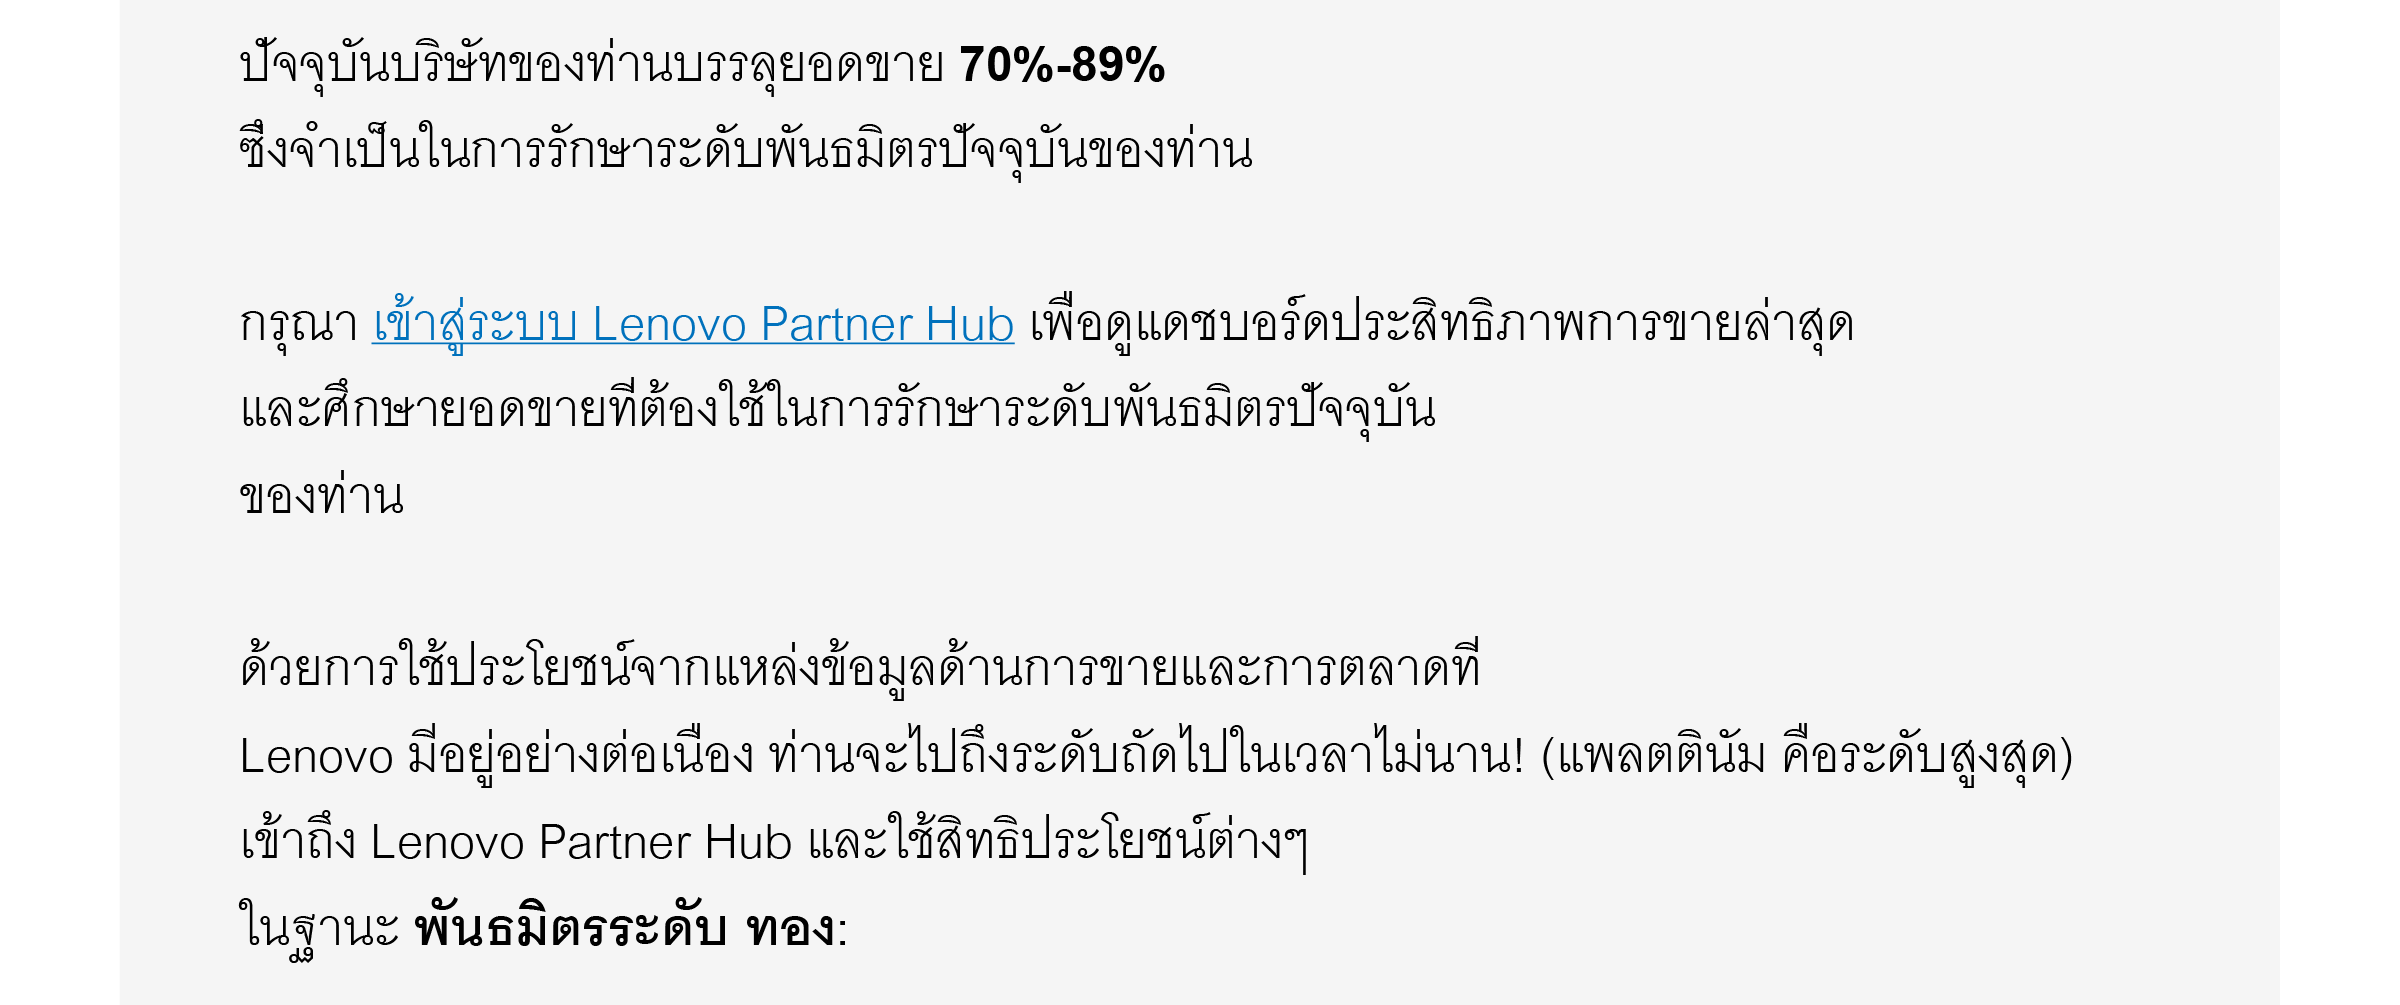 ปัจจุบันบริษัทของท่านบรรลุยอดขาย 70%-89%
ซึ่งจำเป็นในการรักษาระดับพันธมิตรปัจจุบันของท่าน
กรุณา เข้าสู่ระบบ Lenovo Partner Hub เพื่อดูแดชบอร์ดประสิทธิภาพการขายล่าสุด
และศึกษายอดขายที่ต้องใช้ในการรักษาระดับพันธมิตรปัจจุบัน
ของท่าน
ด้วยการใช้ประโยชน์จากแหล่งข้อมูลด้านการขายและการตลาดที่
Lenovo มีอยู่อย่างต่อเนื่อง ท่านจะไปถึงระดับถัดไปในเวลาไม่นาน! (แพลตตินัม คือระดับสูงสุด)
เข้าถึง Lenovo Partner Hub และใช้สิทธิประโยชน์ต่างๆ
ในฐานะ พันธมิตรระดับ ทอง: